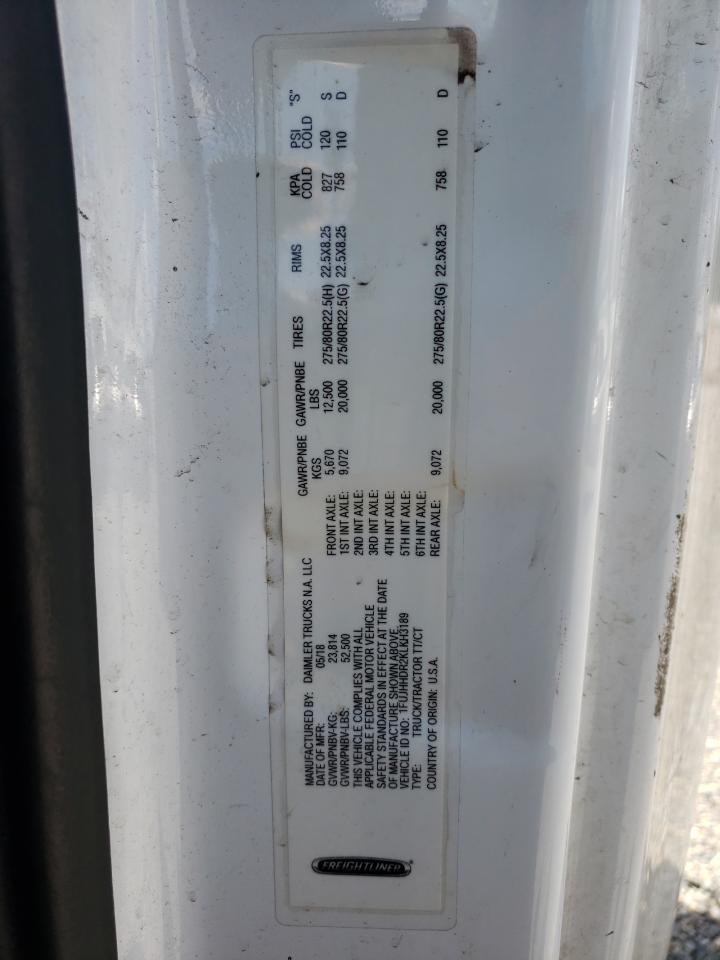 FREIGHTLINER
MANUFACTURED BY: DAIMLER TRUCKS N.A. LLC
DATE OF MFR: 05/18
GVWR/PNBV-KG: 23,814
GVWR/PNBV-LBS: 52,500
THIS VEHICLE COMPLIES WITH ALL
APPLICABLE FEDERAL MOTOR VEHICLE
SAFETY STANDARDS IN EFFECT AT THE DATE
OF MANUFACTURE SHOWN ABOVE.
VEHICLE ID NO: 1FUJHHDR2KLKH3189
TYPE: TRUCK/TRACTOR TT/CT
COUNTRY OF ORIGIN: U.S.A.
GAWR/PNBE GAWR/PNBE TIRES RIMS KPA PSI "S"
KGS LBS COLD COLD
FRONT AXLE: 5,670 12,500 275/80R22.5(H) 22.5X8.25 827 120 S
1ST INT AXLE: 9,072 20,000 275/80R22.5(G) 22.5X8.25 758 110 D
2ND INT AXLE:
3RD INT AXLE:
4TH INT AXLE:
5TH INT AXLE:
6TH INT AXLE:
REAR AXLE: 9,072 20,000 275/80R22.5(G) 22.5X8.25 758 110 D